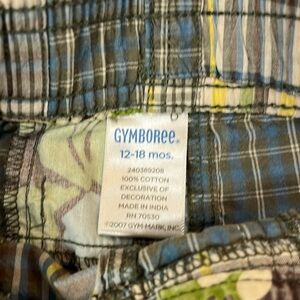 GYMBOREE®
12-18 mos.
240389208
100% COTTON
EXCLUSIVE OF
DECORATION
MADE IN INDIA
RN 70530
©2007 GYM-MARK, INC.